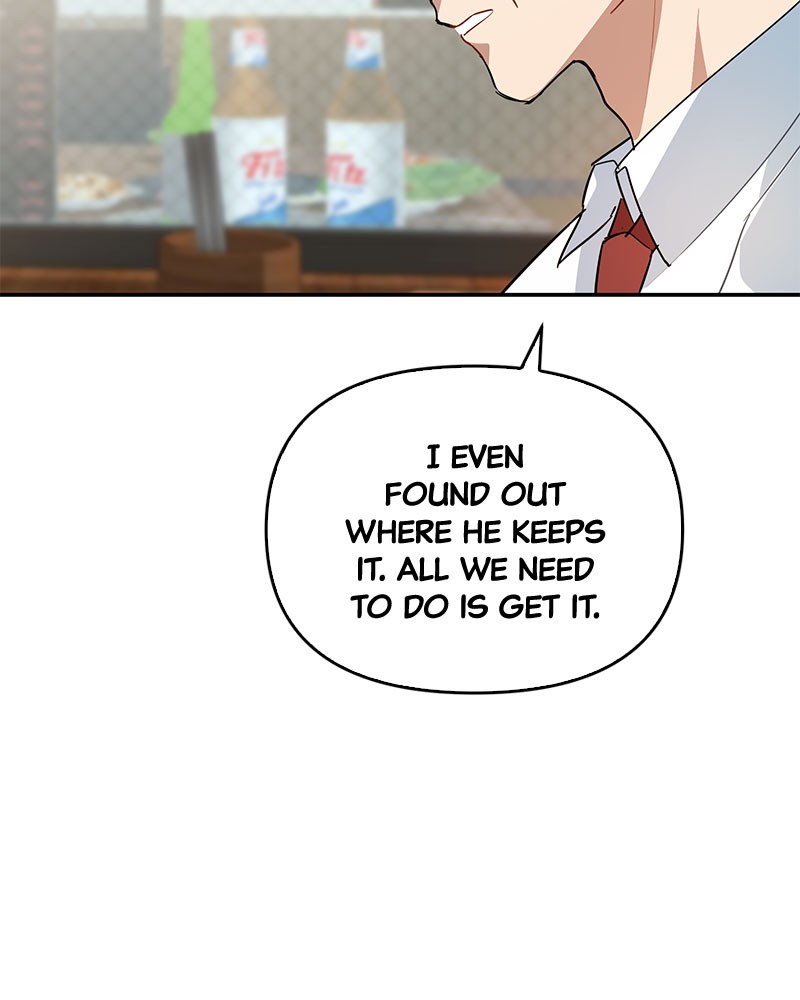 I EVEN
FOUND OUT
WHERE HE KEEPS
IT. ALL WE NEED
TO DO IS GET IT.